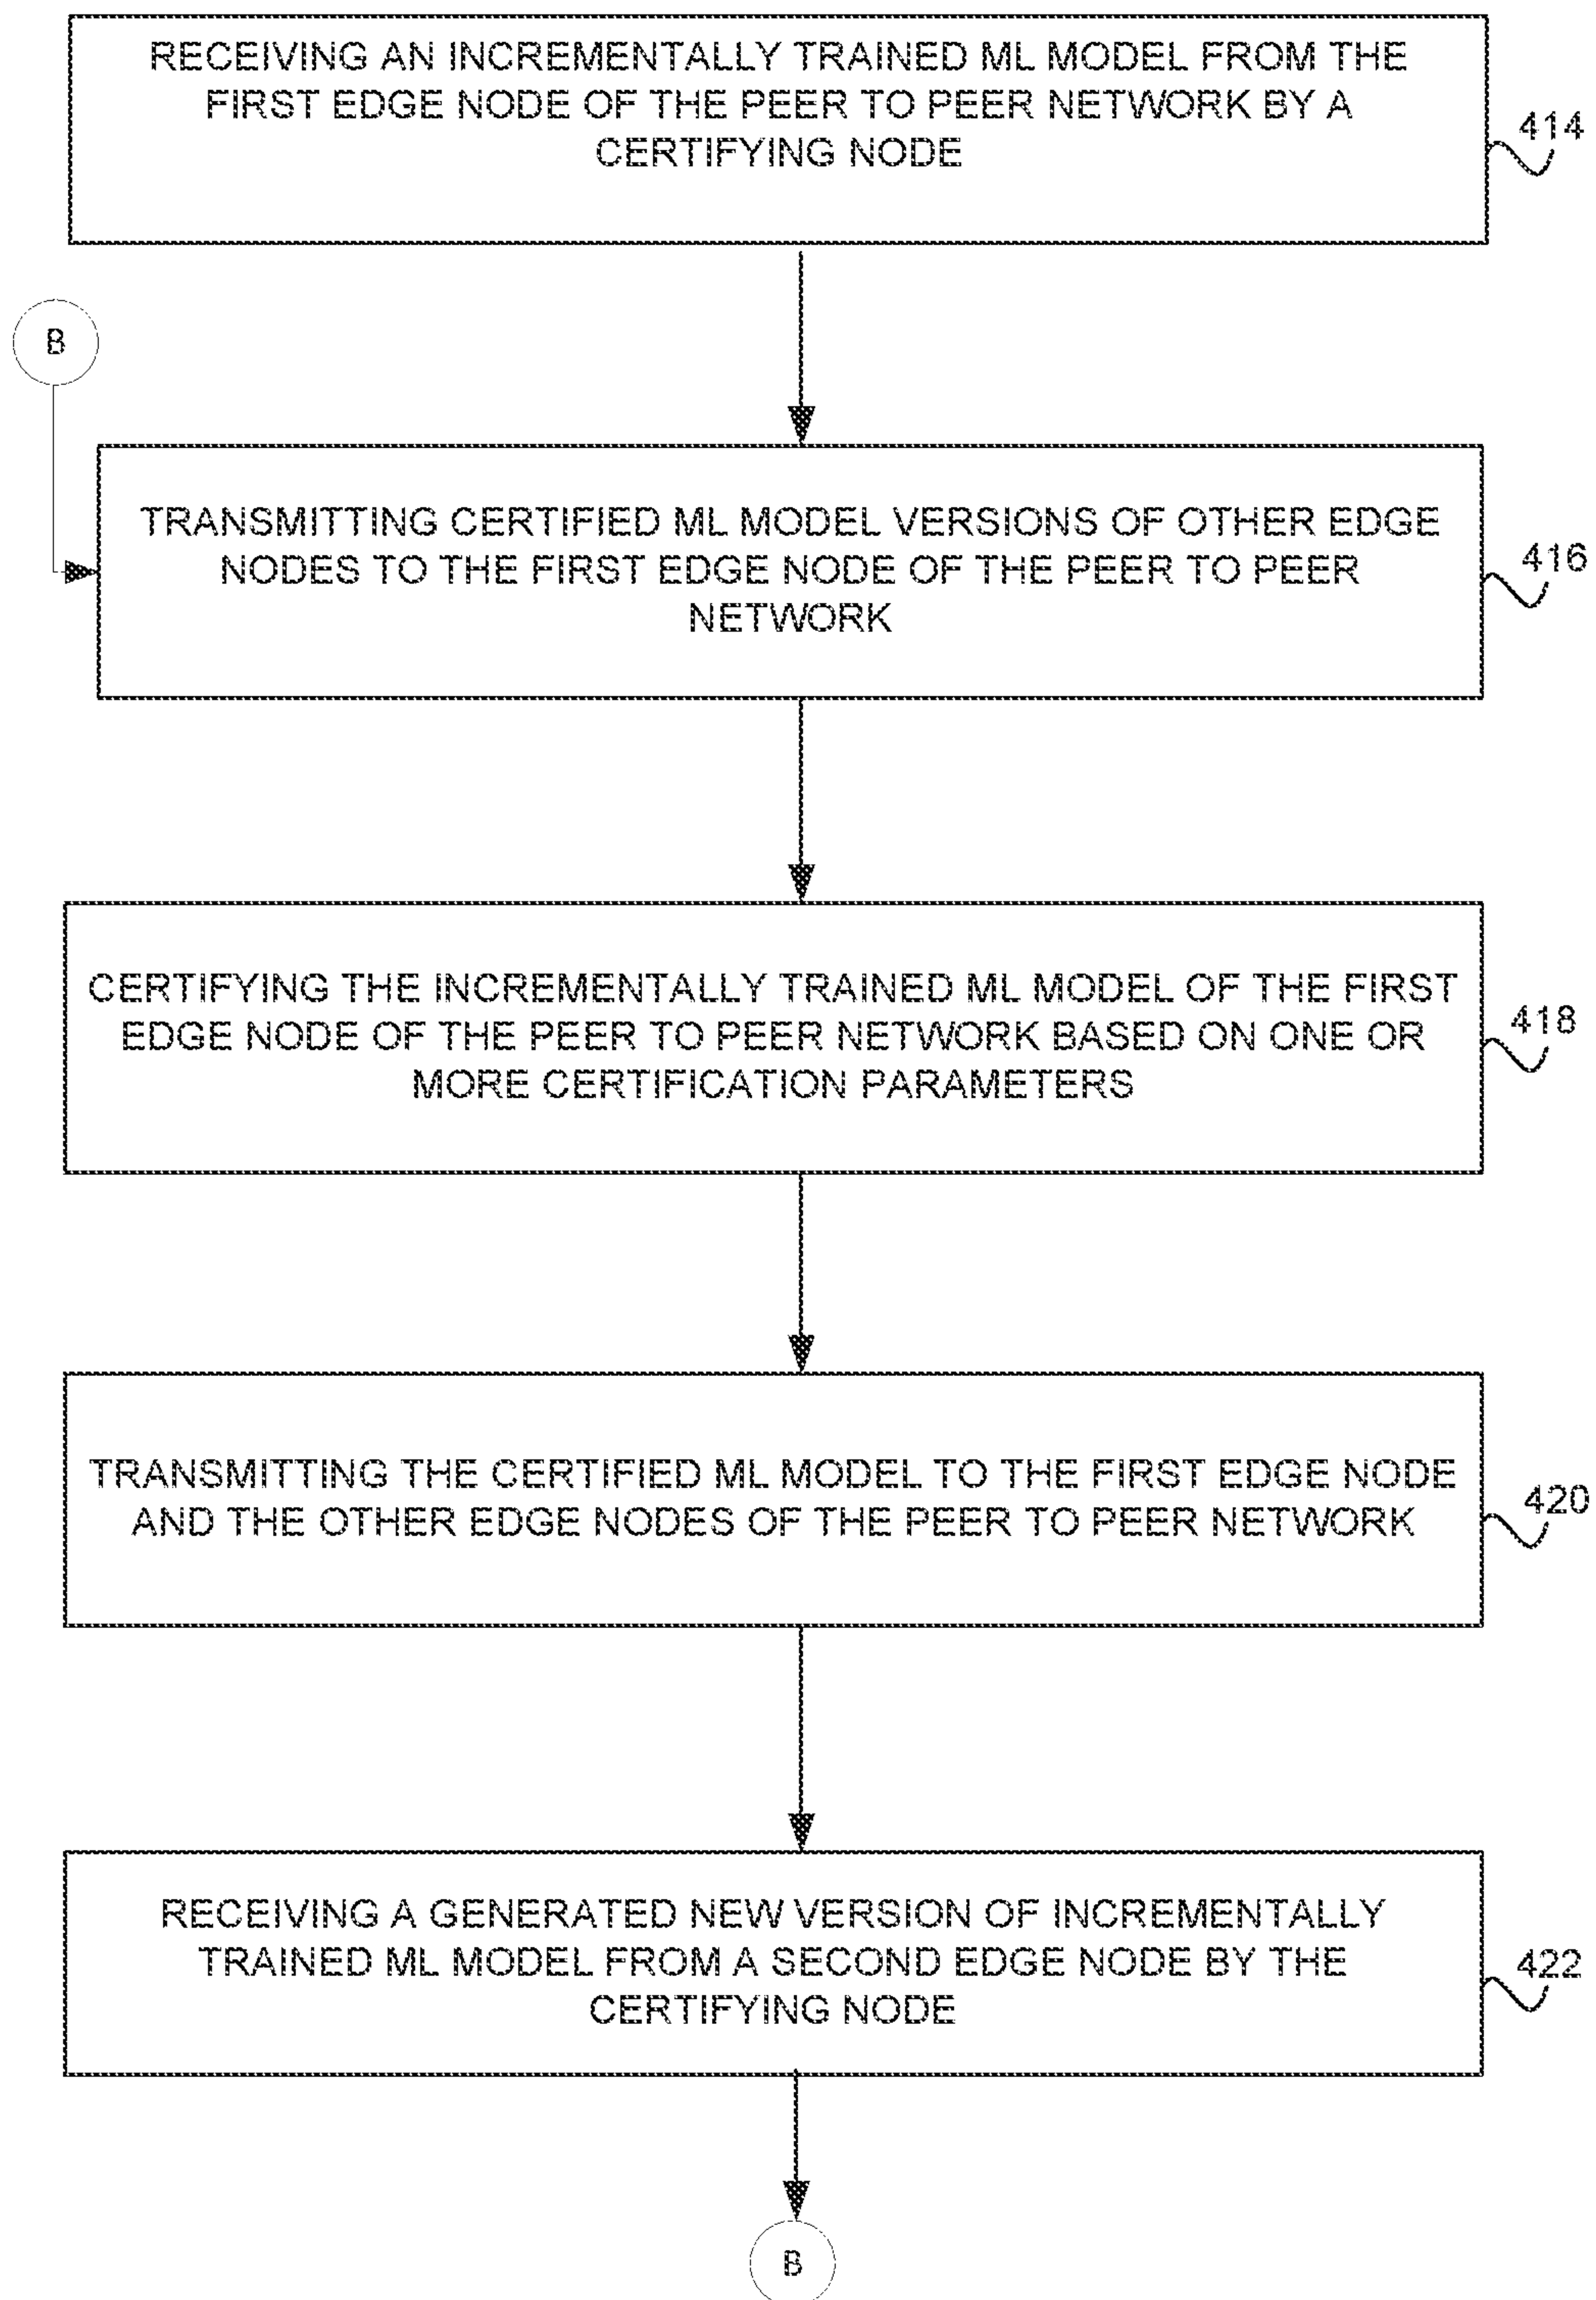 RECEIVING AN INCREMENTALLY TRAINED ML MODEL FROM THE
FIRST EDGE NODE OF THE PEER TO PEER NETWORK BY A
CERTIFYING NODE
414
B
TRANSMITTING CERTIFIED ML MODEL VERSIONS OF OTHER EDGE
NODES TO THE FIRST EDGE NODE OF THE PEER TO PEER
NETWORK
416
CERTIFYING THE INCREMENTALLY TRAINED ML MODEL OF THE FIRST
EDGE NODE OF THE PEER TO PEER NETWORK BASED ON ONE OR
MORE CERTIFICATION PARAMETERS
418
TRANSMITTING THE CERTIFIED ML MODEL TO THE FIRST EDGE NODE
AND THE OTHER EDGE NODES OF THE PEER TO PEER NETWORK
420
RECEIVING A GENERATED NEW VERSION OF INCREMENTALLY
TRAINED ML MODEL FROM A SECOND EDGE NODE BY THE
CERTIFYING NODE
422
B